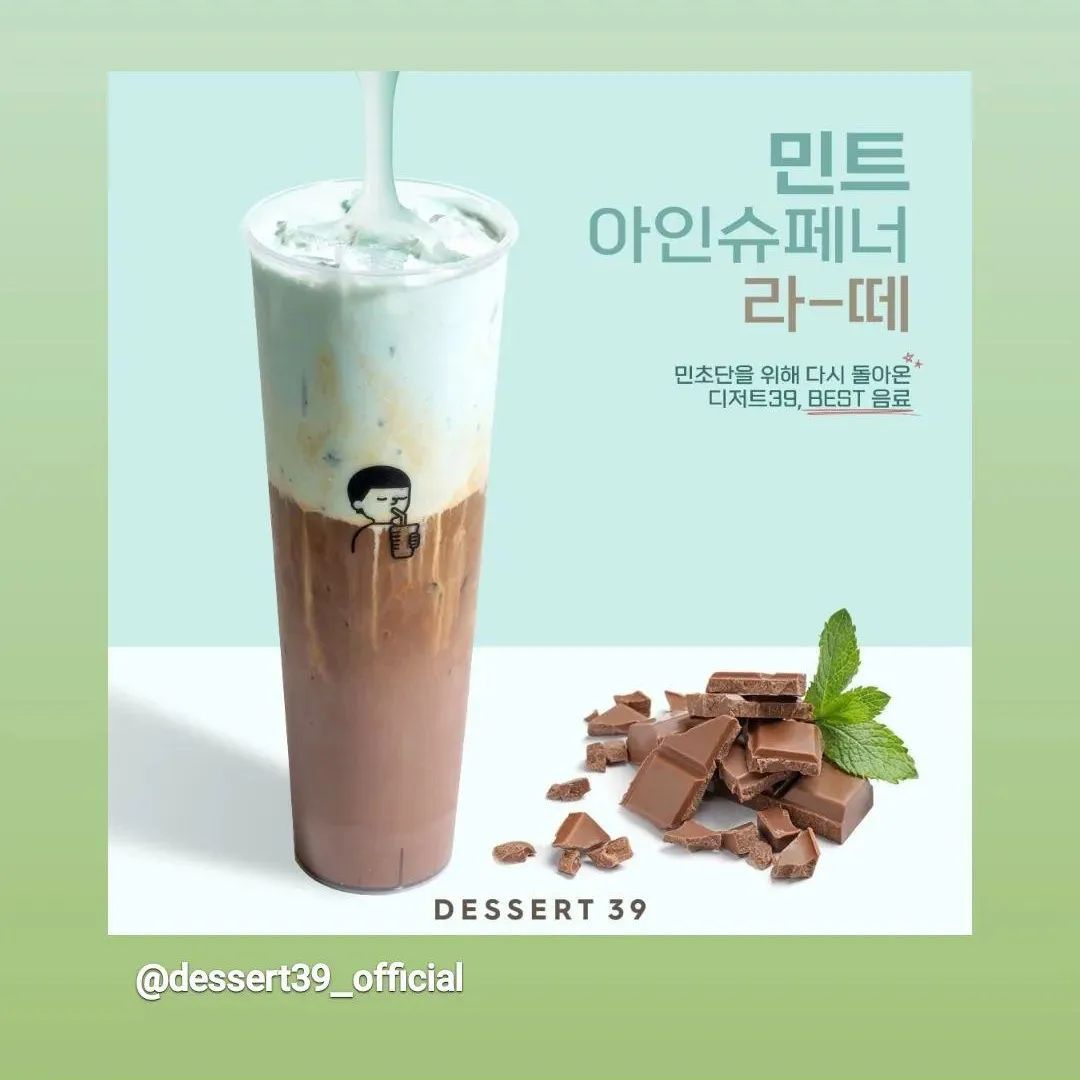 민트
아인슈페너
라-떼
민초단을 위해 다시 돌아온
디저트39, BEST 음료
DESSERT 39
@dessert39_official